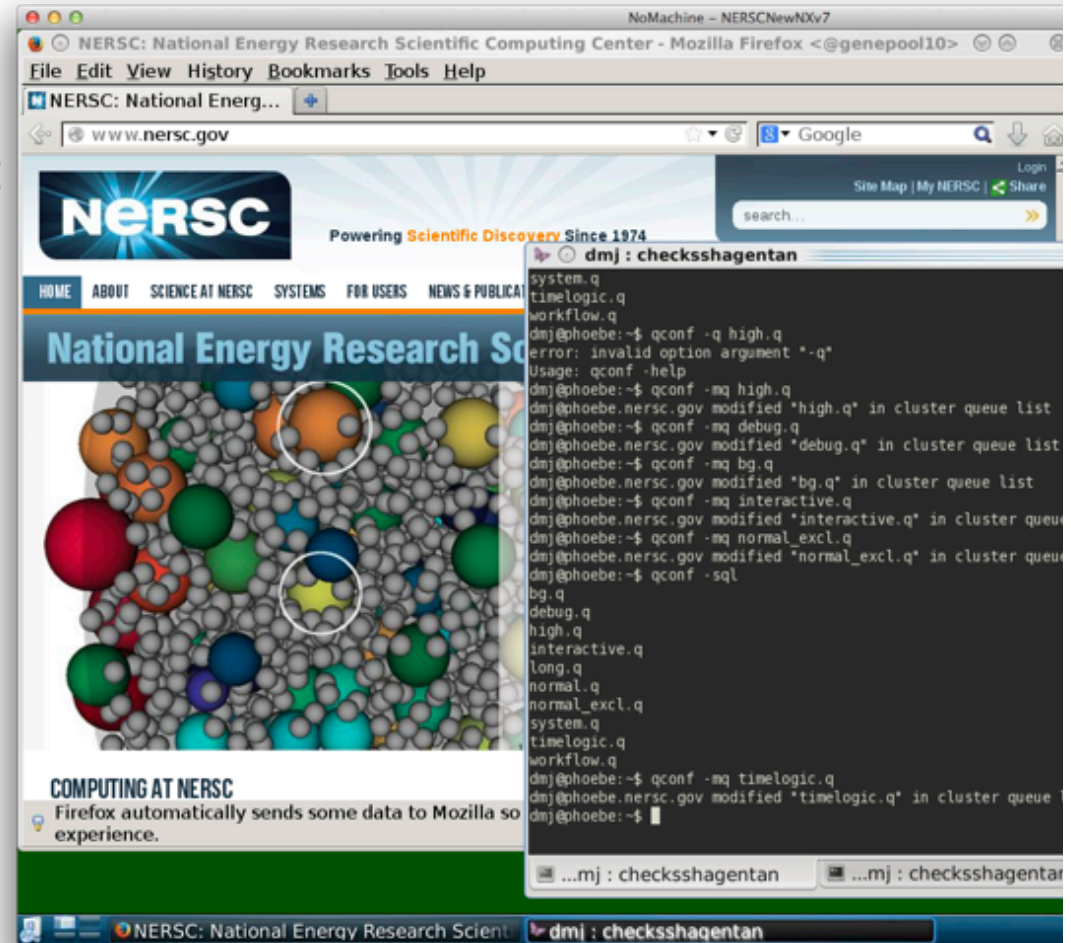 NoMachine - NERSCNewNXv7
NERSC: National Energy Research Scientific Computing Center - Mozilla Firefox <@genepool10>
File Edit View History Bookmarks Tools Help
NERSC: National Energ...
www.nersc.gov
Google
Login
Site Map | My NERSC | Share
search...
NERSC
Powering Scientific Discovery Since 1974
HOME ABOUT SCIENCE AT NERSC SYSTEMS FOR USERS NEWS & PUBLICAT
National Energy Research Sc
COMPUTING AT NERSC
Firefox automatically sends some data to Mozilla so
experience.
dmj : checksshagentan
system.q
timelogic.q
workflow.q
dmj@phoebe:~$ qconf -q high.q
error: invalid option argument "-q"
Usage: qconf -help
dmj@phoebe:~$ qconf -mq high.q
dmj@phoebe.nersc.gov modified "high.q" in cluster queue list
dmj@phoebe:~$ qconf -mq debug.q
dmj@phoebe.nersc.gov modified "debug.q" in cluster queue list
dmj@phoebe:~$ qconf -mq bg.q
dmj@phoebe.nersc.gov modified "bg.q" in cluster queue list
dmj@phoebe:~$ qconf -mq interactive.q
dmj@phoebe.nersc.gov modified "interactive.q" in cluster queue
dmj@phoebe:~$ qconf -mq normal_excl.q
dmj@phoebe.nersc.gov modified "normal_excl.q" in cluster queue
dmj@phoebe:~$ qconf -sql
bg.q
debug.q
high.q
interactive.q
long.q
normal.q
normal_excl.q
system.q
timelogic.q
workflow.q
dmj@phoebe:~$ qconf -mq timelogic.q
dmj@phoebe.nersc.gov modified "timelogic.q" in cluster queue l
dmj@phoebe:~$
...mj : checksshagentan ...mj : checksshagentan
NERSC: National Energy Research Scient dmj : checksshagentan